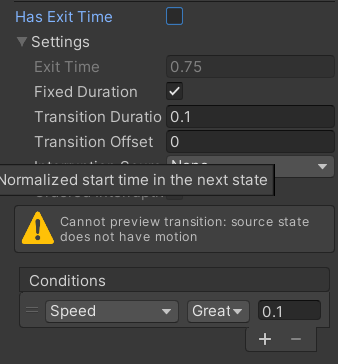 Has Exit Time
Settings
Exit Time 0.75
Fixed Duration
Transition Duratio 0.1
Transition Offset 0
None
Normalized start time in the next state
Cannot preview transition: source state
does not have motion
Conditions
Speed Great 0.1
+ −